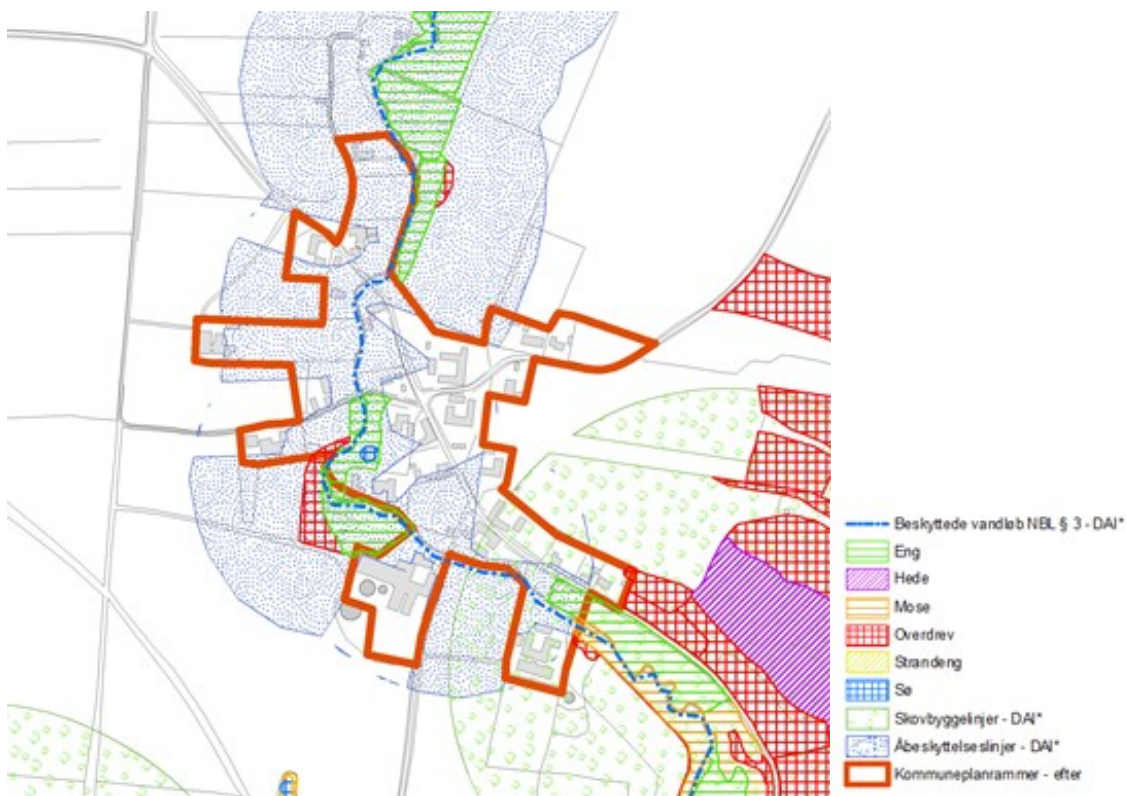 Beskyttede vandløb NBL § 3 - DAI*
Eng
Hede
Mose
Overdrev
Strandeng
Sø
Skovbyggelinjer - DAI*
Åbeskyttelseslinjer - DAI*
Kommuneplanrammer - efter